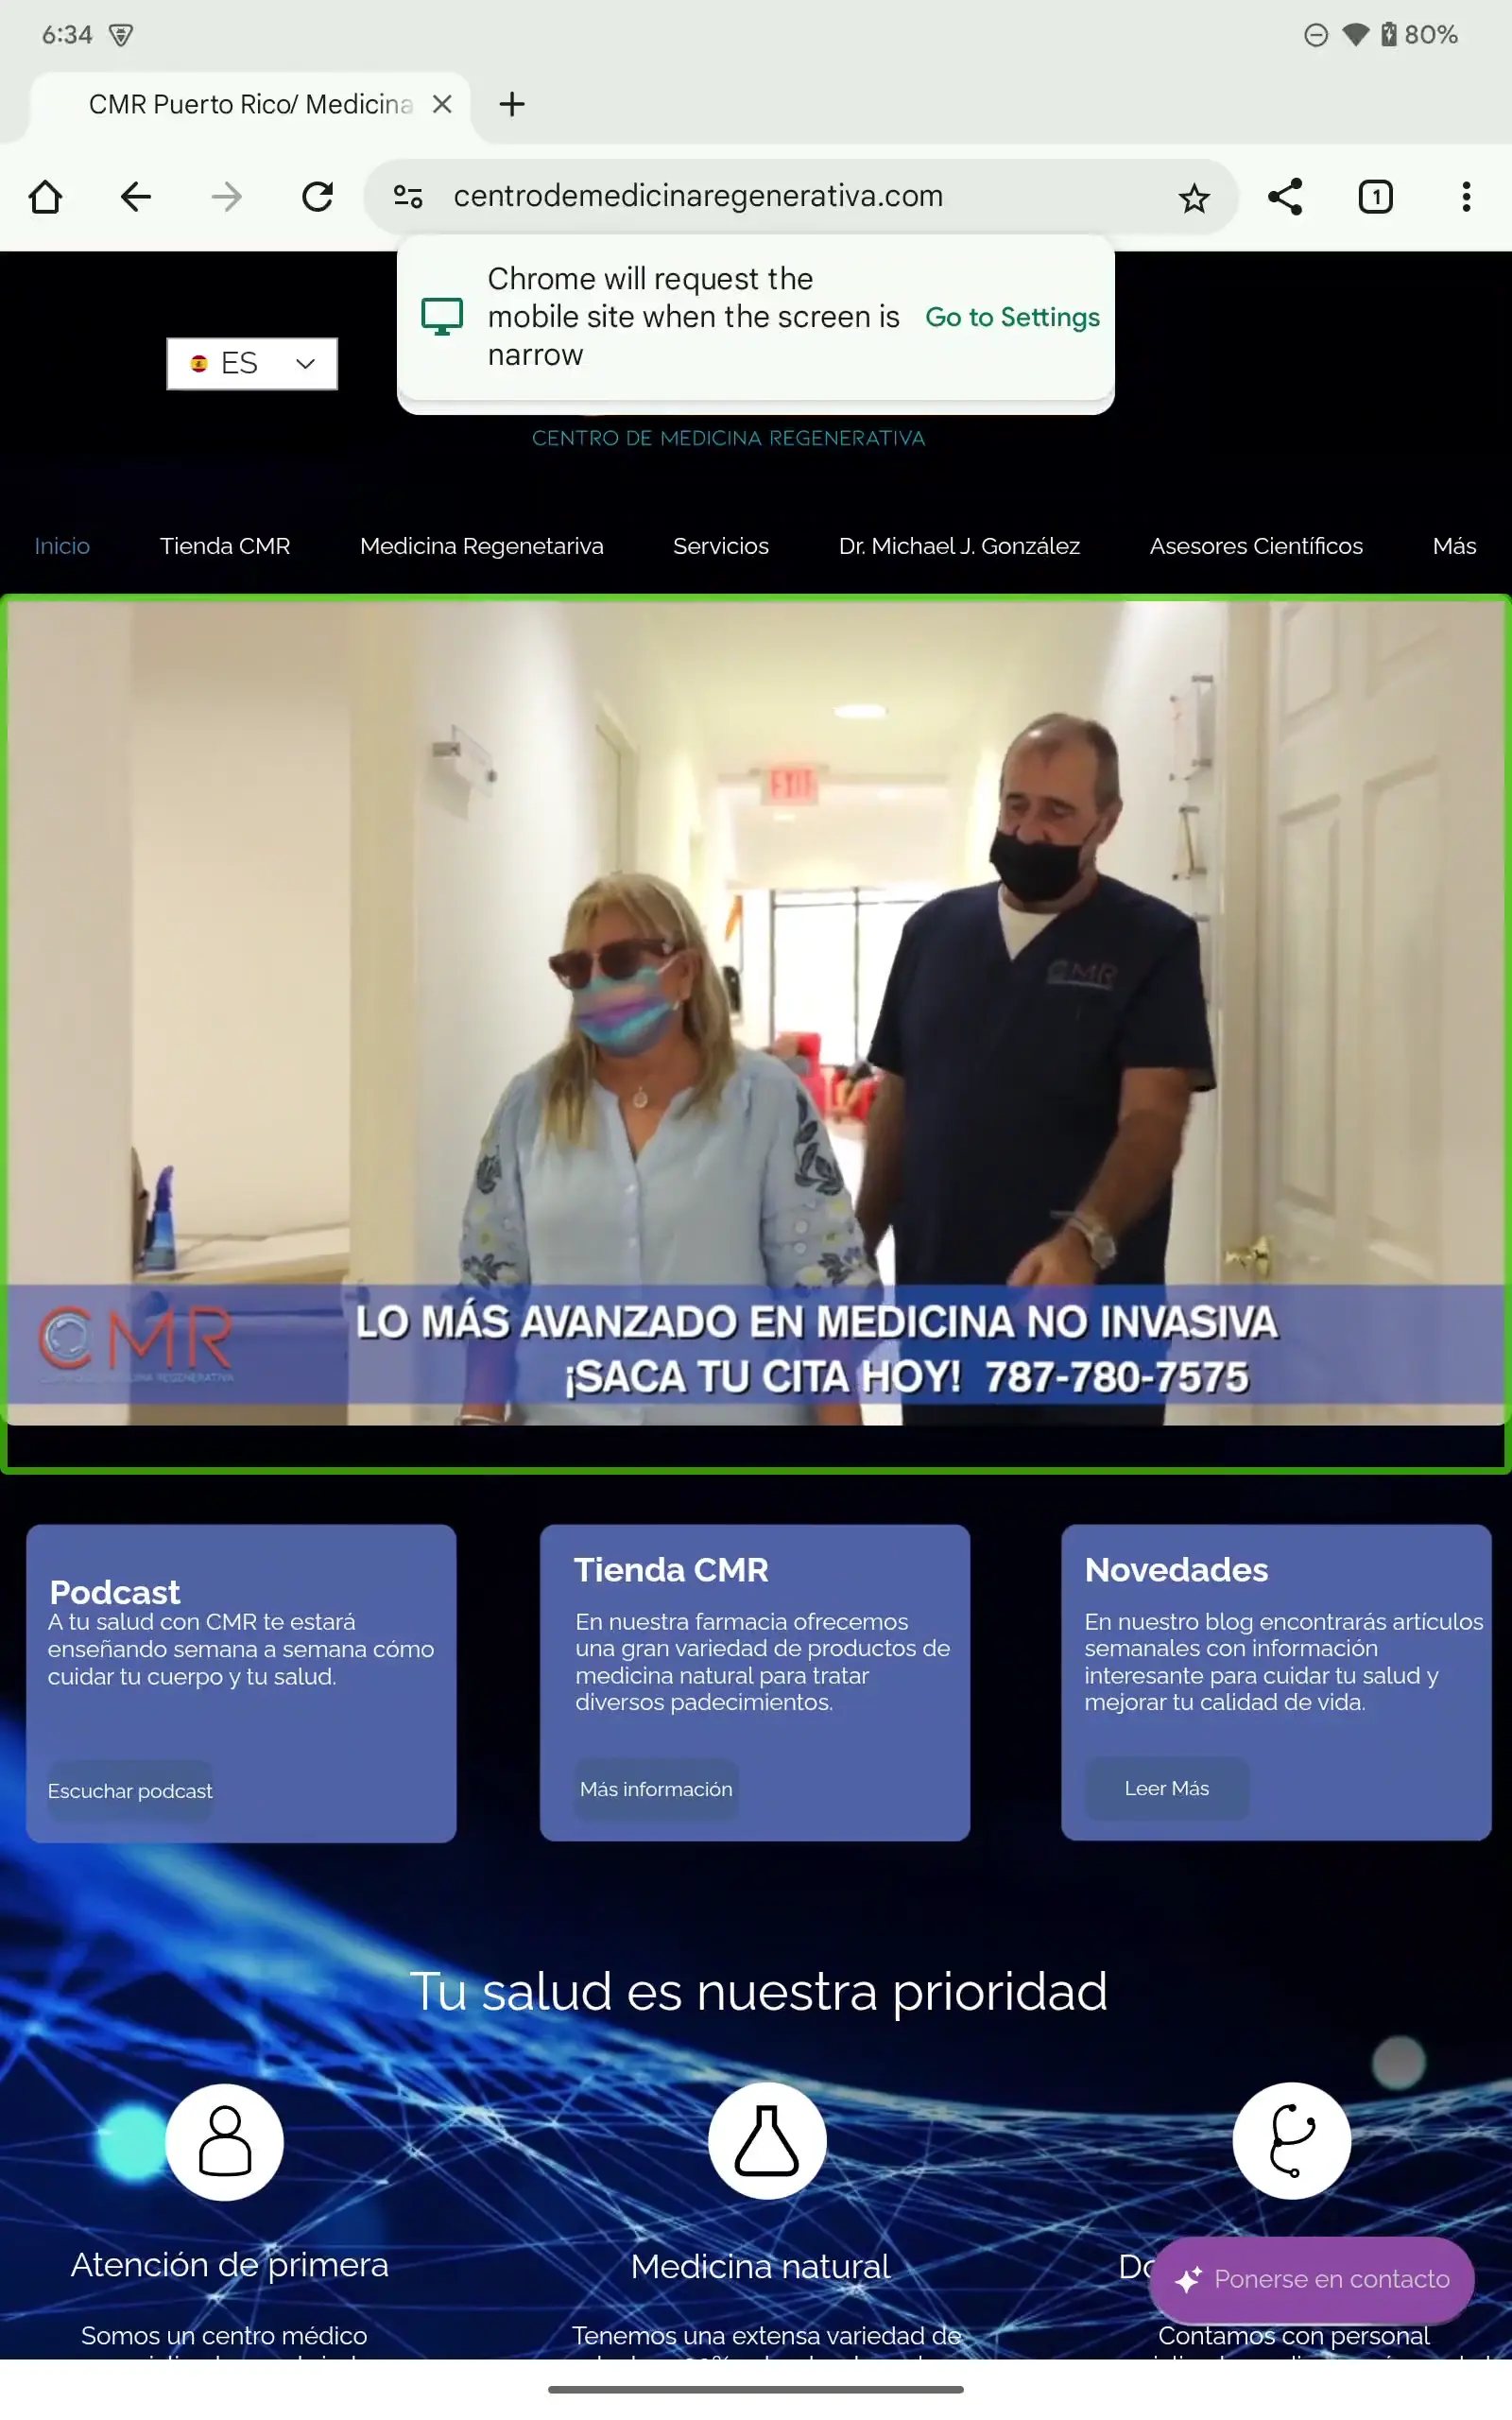 6:34
80%
CMR Puerto Rico/ Medicina
centrodemedicinaregenerativa.com
1
Chrome will request the
mobile site when the screen is
narrow
Go to Settings
ES
CENTRO DE MEDICINA REGENERATIVA
Inicio
Tienda CMR
Medicina Regenetariva
Servicios
Dr. Michael J. González
Asesores Científicos
Más
EXIT
CMR
CMR
LO MÁS AVANZADO EN MEDICINA NO INVASIVA
¡SACA TU CITA HOY! 787-780-7575
Podcast
A tu salud con CMR te estará
enseñando semana a semana cómo
cuidar tu cuerpo y tu salud.
Escuchar podcast
Tienda CMR
En nuestra farmacia ofrecemos
una gran variedad de productos de
medicina natural para tratar
diversos padecimientos.
Más información
Novedades
En nuestro blog encontrarás artículos
semanales con información
interesante para cuidar tu salud y
mejorar tu calidad de vida.
Leer Más
Tu salud es nuestra prioridad
Atención de primera
Somos un centro médico
Medicina natural
Tenemos una extensa variedad de
Do
Ponerse en contacto
Contamos con personal